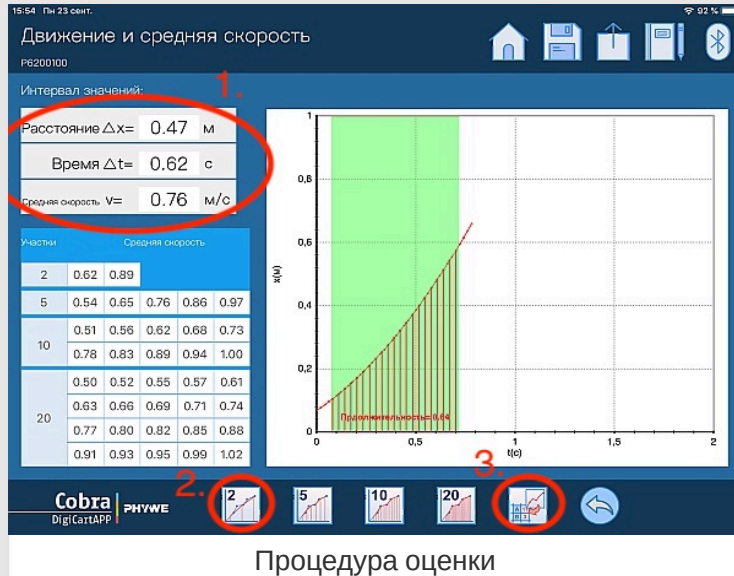 15:54 Пн 23 сент.
92 %
Движение и средняя скорость
P6200100
Интервал значений:
1.
Расстояние △x= 0.47 м
Время △t= 0.62 с
Средняя скорость V= 0.76 м/с
Участки Средняя скорость
2 0.62 0.89
5 0.54 0.65 0.76 0.86 0.97
10
0.51 0.56 0.62 0.68 0.73
0.78 0.83 0.89 0.94 1.00
20
0.50 0.52 0.55 0.57 0.61
0.63 0.66 0.69 0.71 0.74
0.77 0.80 0.82 0.85 0.88
0.91 0.93 0.95 0.99 1.02
x(м)
1
0,8
0,6
0,4
0,2
0
Прдолжительность= 0,64
0 0,5 1 1,5 2
t(c)
2. 3.
Cobra PHYWE
DigiCartAPP
2 5 10 20
Процедура оценки